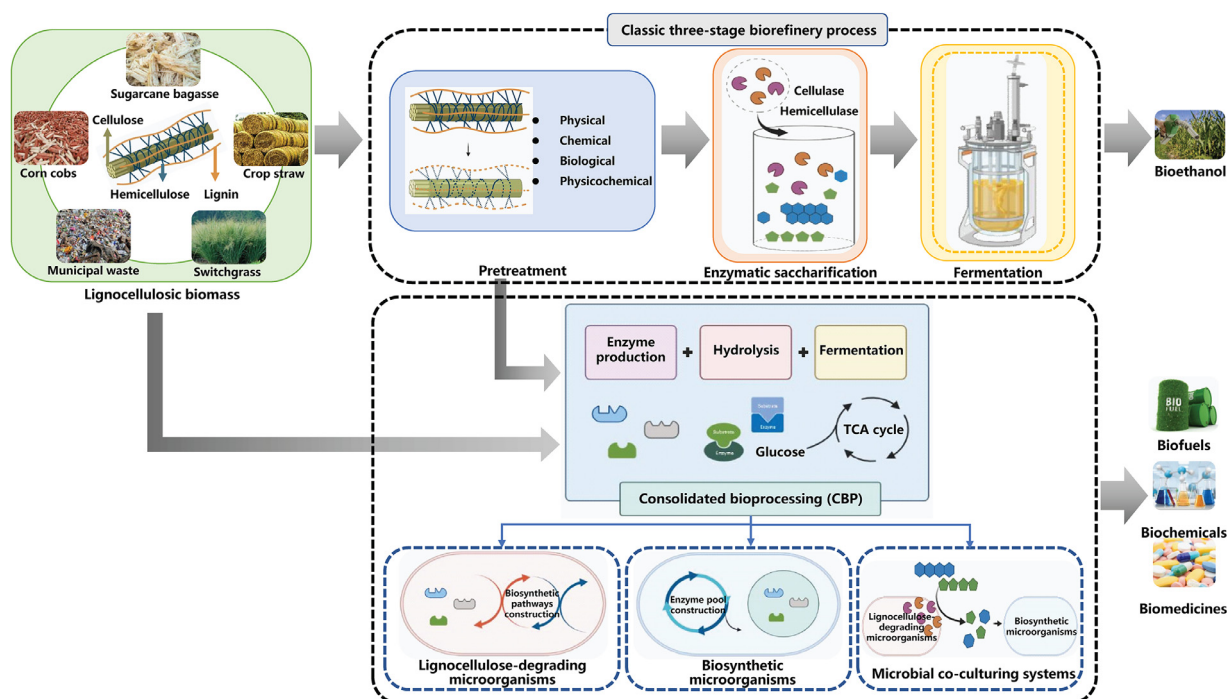 Classic three-stage biorefinery process
Sugarcane bagasse
Cellulose
Corn cobs
Crop straw
Hemicellulose
Lignin
Municipal waste
Switchgrass
Lignocellulosic biomass
Physical
Chemical
Biological
Physicochemical
Pretreatment
Cellulase
Hemicellulase
Enzymatic saccharification
Fermentation
Bioethanol
Enzyme
production
+
Hydrolysis
+
Fermentation
Substrate
Enzyme
Substrate
Enzyme
Glucose
TCA cycle
Consolidated bioprocessing (CBP)
BIO
FUEL
Biofuels
Biochemicals
Biomedicines
Biosynthetic
pathways
construction
Lignocellulose-degrading
microorganisms
Enzyme pool
construction
Biosynthetic
microorganisms
Lignocellulose-
degrading
microorganisms
Biosynthetic
microorganisms
Microbial co-culturing systems